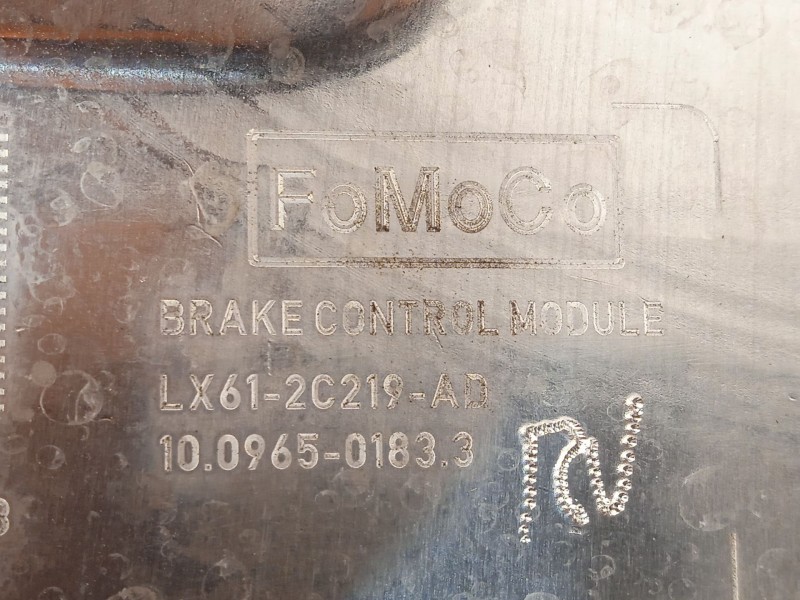 FoMoCo
BRAKE CONTROL MODULE
LX61-2C219-AD
10.0965-0183.3